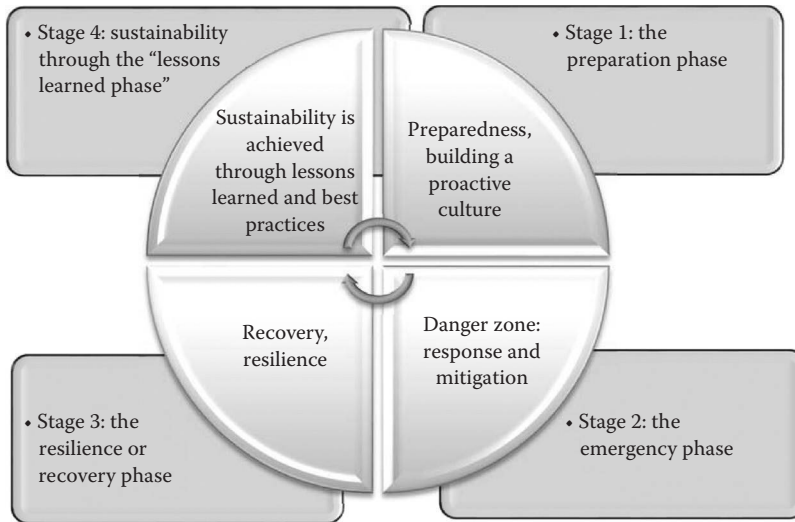 • Stage 4: sustainability
through the “lessons
learned phase”
• Stage 1: the
preparation phase
Sustainability is
achieved
through lessons
learned and best
practices
Preparedness,
building a
proactive
culture
Recovery,
resilience
Danger zone:
response and
mitigation
• Stage 3: the
resilience or
recovery phase
• Stage 2: the
emergency phase